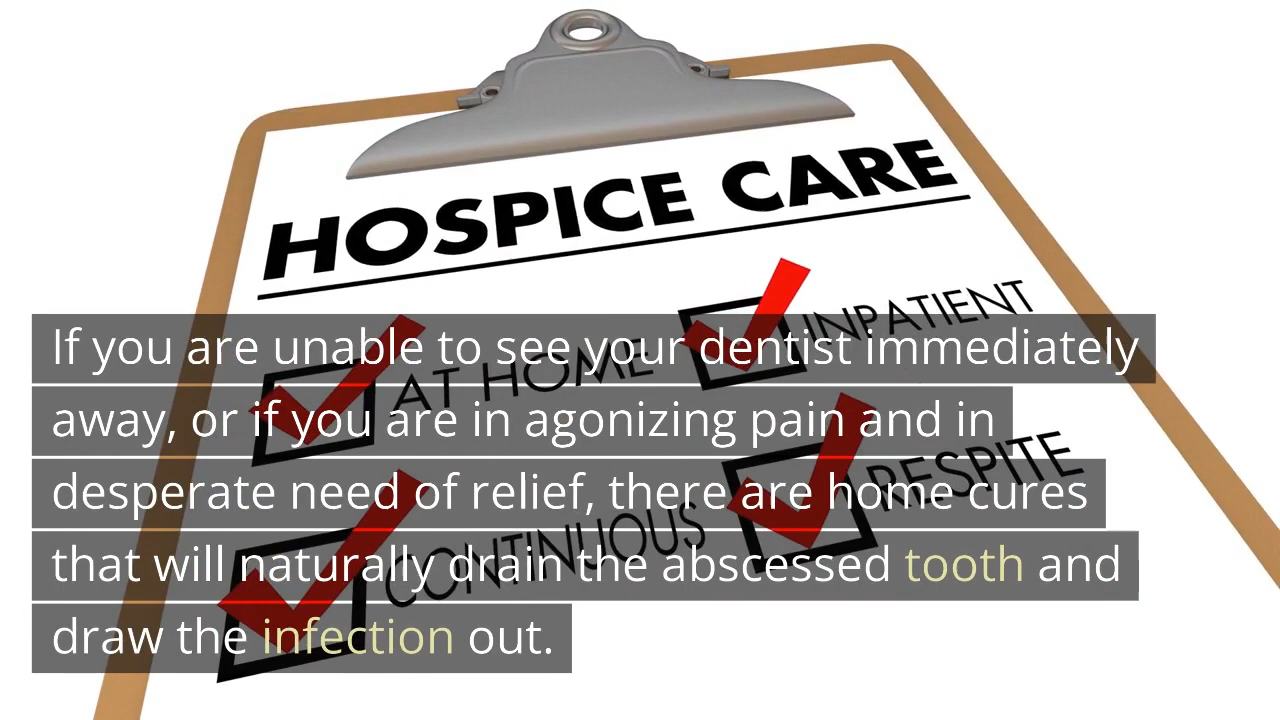 HOSPICE CARE
AT HOME
INPATIENT
CONTINUOUS
RESPITE
If you are unable to see your dentist immediately
away, or if you are in agonizing pain and in
desperate need of relief, there are home cures
that will naturally drain the abscessed tooth and
draw the infection out.